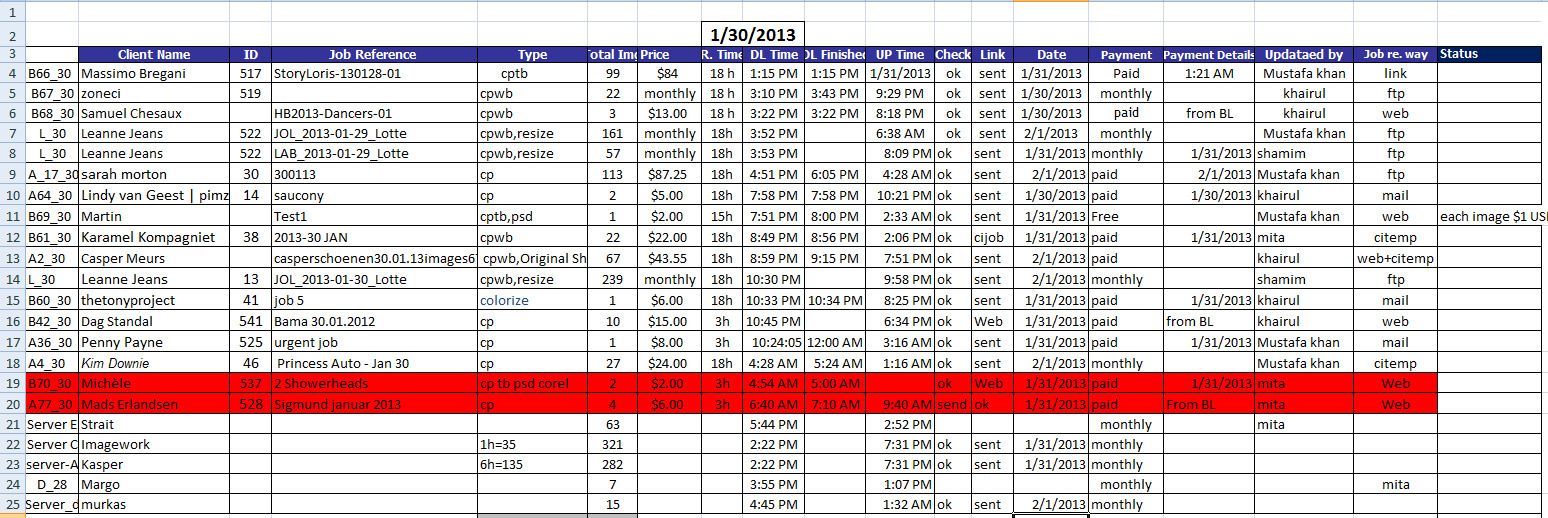 1
2 1/30/2013
3 Client Name ID Job Reference Type Total Price R. Time DL Time DL Finished UP Time Check Link Date Payment Payment Details Updataed by Job re. way Status
4 B66_30 Massimo Bregani 517 StoryLoris-130128-01 cptb 99 $84 18 h 1:15 PM 1:15 PM 1/31/2013 ok sent 1/31/2013 Paid 1:21 AM Mustafa khan link
5 B67_30 zoneci 519 cpwb 22 monthly 18 h 3:10 PM 3:43 PM 9:29 PM ok sent 1/30/2013 monthly khairul ftp
6 B68_30 Samuel Chesaux HB2013-Dancers-01 cpwb 3 $13.00 18 h 3:22 PM 3:22 PM 8:18 PM ok sent 1/30/2013 paid from BL khairul web
7 L_30 Leanne Jeans 522 JOL_2013-01-29_Lotte cpwb,resize 161 monthly 18h 3:52 PM 6:38 AM ok sent 2/1/2013 monthly Mustafa khan ftp
8 L_30 Leanne Jeans 522 LAB_2013-01-29_Lotte cpwb,resize 57 monthly 18h 3:53 PM 8:09 PM ok sent 1/31/2013 monthly 1/31/2013 shamim ftp
9 A_17_30 sarah morton 30 300113 cp 113 $87.25 18h 4:51 PM 6:05 PM 4:28 AM ok sent 2/1/2013 paid 2/1/2013 Mustafa khan ftp
10 A64_30 Lindy van Geest | pimz 14 saucony cp 2 $5.00 18h 7:58 PM 7:58 PM 10:21 PM ok sent 1/30/2013 paid 1/30/2013 khairul mail
11 B69_30 Martin Test1 cptb,psd 1 $2.00 15h 7:51 PM 8:00 PM 2:33 AM ok sent 1/31/2013 Free Mustafa khan web each image $1
12 B61_30 Karamel Kompagniet 38 2013-30 JAN cpwb 22 $22.00 18h 8:49 PM 8:56 PM 2:06 PM ok cijob 1/31/2013 paid 1/31/2013 mita citemp
13 A2_30 Casper Meurs casperschoenen30.01.13images6 cpwb,Original Sh 67 $43.55 18h 8:59 PM 9:15 PM 7:51 PM ok sent 2/1/2013 paid khairul web+citemp
14 L_30 Leanne Jeans 13 JOL_2013-01-30_Lotte cpwb,resize 239 monthly 18h 10:30 PM 9:58 PM ok sent 2/1/2013 monthly shamim ftp
15 B60_30 thetonyproject 41 job 5 colorize 1 $6.00 18h 10:33 PM 10:34 PM 8:25 PM ok sent 1/31/2013 paid 1/31/2013 khairul mail
16 B42_30 Dag Standal 541 Bama 30.01.2012 cp 10 $15.00 3h 10:45 PM 6:34 PM ok Web 1/31/2013 paid from BL khairul web
17 A36_30 Penny Payne 525 urgent job cp 1 $8.00 3h 10:24:05 12:00 AM 3:16 AM ok sent 1/31/2013 paid 1/31/2013 Mustafa khan mail
18 A4_30 Kim Downie 46 Princess Auto - Jan 30 cp 27 $24.00 18h 4:28 AM 5:24 AM 1:16 AM ok sent 2/1/2013 monthly Mustafa khan citemp
19 B70_30 Michèle 537 2 Showerheads cp tb psd corel 2 $2.00 3h 4:54 AM 5:00 AM ok Web 1/31/2013 paid 1/31/2013 mita Web
20 A77_30 Mads Erlandsen 528 Sigmund Januar 2013 cp 4 $6.00 3h 6:40 AM 7:10 AM 9:40 AM send ok 1/31/2013 paid From BL mita Web
21 Server E Strait 63 5:44 PM 2:52 PM monthly mita
22 Server C Imagework 1h=35 321 2:22 PM 7:31 PM ok sent 1/31/2013 monthly
23 server-A Kasper 6h=135 282 2:22 PM 7:31 PM ok sent 1/31/2013 monthly
24 D_28 Margo 7 3:55 PM 1:07 PM monthly mita
25 Server_d murkas 15 4:45 PM 1:32 AM ok sent 2/1/2013 monthly